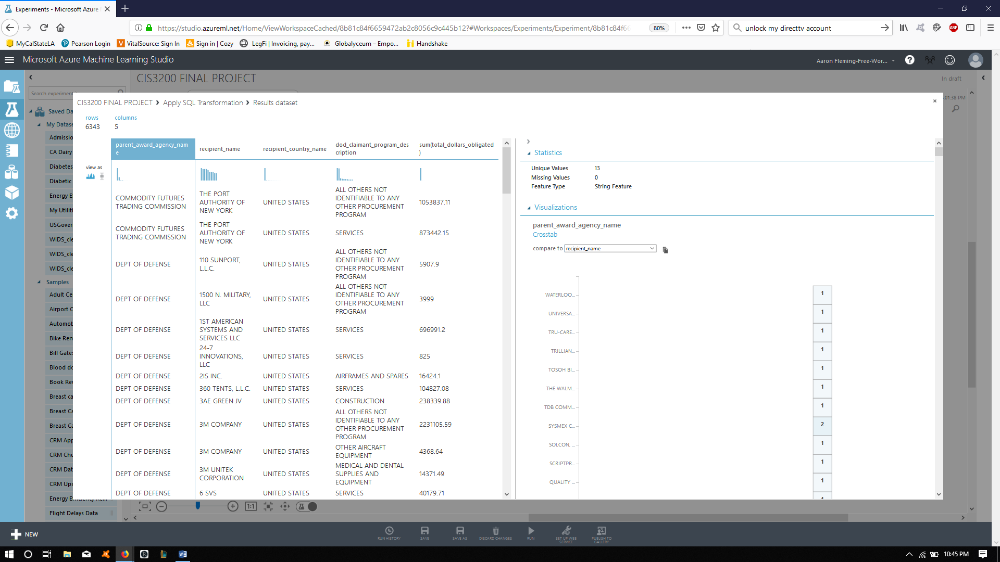 Experiments - Microsoft Azure
https://studio.azureml.net/Home/ViewWorkspaceCached/8b81c84f6659472ab2c8056c9c445b12?#Workspaces/Experiments/Experiment/8b81c84f66
80%
unlock my directtv account
ABP
MyCalStateLA
Pearson Login
VitalSource: Sign In
Sign in | Cozy
LegFi | Invoicing, pay...
Globalyceum – Empo...
Handshake
Microsoft Azure Machine Learning Studio
Aaron Fleming-Free-Wor...
CIS3200 FINAL PROJECT
In draft
Search experiment
:01:38 PM
Saved Da
My Datase
Admissio
CA Dairy
Diabetes
Diabetic
Energy E
My Utiliti
USGover
WIDS_cle
WIDS_cle
WIDS_cle
Samples
Adult Ce
Airport C
Automob
Bike Ren
Bill Gates
Blood do
Book Rev
Breast ca
Breast Ca
Breast Ca
CRM App
CRM Chu
CRM Dat
CRM Ups
Flight Delays Data
CIS3200 FINAL PROJECT > Apply SQL Transformation > Results dataset
rows columns
6343 5
view as
parent_award_agency_nam
e
recipient_name
recipient_country_name
dod_claimant_program_des
cription
sum(total_dollars_obligated
)
COMMODITY FUTURES
TRADING COMMISSION
THE PORT
AUTHORITY OF
NEW YORK
UNITED STATES
ALL OTHERS NOT
IDENTIFIABLE TO ANY
OTHER PROCUREMENT
PROGRAM
1053837.11
COMMODITY FUTURES
TRADING COMMISSION
THE PORT
AUTHORITY OF
NEW YORK
UNITED STATES
SERVICES
873442.15
DEPT OF DEFENSE
110 SUNPORT,
L.L.C.
UNITED STATES
ALL OTHERS NOT
IDENTIFIABLE TO ANY
OTHER PROCUREMENT
PROGRAM
5907.9
DEPT OF DEFENSE
1500 N. MILITARY,
LLC
UNITED STATES
ALL OTHERS NOT
IDENTIFIABLE TO ANY
OTHER PROCUREMENT
PROGRAM
3999
DEPT OF DEFENSE
1ST AMERICAN
SYSTEMS AND
SERVICES LLC
UNITED STATES
SERVICES
696991.2
DEPT OF DEFENSE
24-7
INNOVATIONS,
LLC
UNITED STATES
SERVICES
825
DEPT OF DEFENSE 2IS INC. UNITED STATES AIRFRAMES AND SPARES 16424.1
DEPT OF DEFENSE 360 TENTS, L.L.C. UNITED STATES SERVICES 104827.08
DEPT OF DEFENSE 3AE GREEN JV UNITED STATES CONSTRUCTION 238339.88
DEPT OF DEFENSE
3M COMPANY
UNITED STATES
ALL OTHERS NOT
IDENTIFIABLE TO ANY
OTHER PROCUREMENT
PROGRAM
2231105.59
DEPT OF DEFENSE
3M COMPANY
UNITED STATES
OTHER AIRCRAFT
EQUIPMENT
4368.64
DEPT OF DEFENSE
3M UNITEK
CORPORATION
UNITED STATES
MEDICAL AND DENTAL
SUPPLIES AND
EQUIPMENT
14371.49
DEPT OF DEFENSE 6 SVS UNITED STATES SERVICES 40179.71
Statistics
Unique Values 13
Missing Values 0
Feature Type String Feature
Visualizations
parent_award_agency_name
Crosstab
compare to recipient_name
WATERLOO... 1
UNIVERSA... 1
TRU-CARE... 1
TRILLIAN... 1
TOSOH BI... 1
THE WALM... 1
TDB COMM... 1
SYSMEX C... 2
SOLCON, ... 1
SCRIPTPR... 1
QUALITY ... 1
1:1
NEW
RUN HISTORY
SAVE
SAVE AS
DISCARD CHANGES
RUN
SET UP WEB
SERVICE
PUBLISH TO
GALLERY
10:45 PM